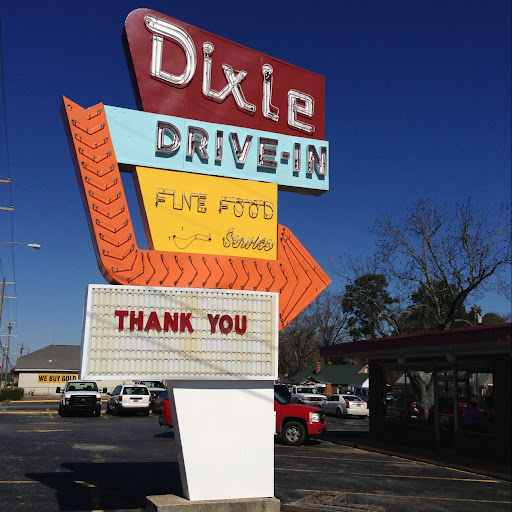 Dixie
DRIVE-IN
FINE FOOD
Service
THANK YOU
WE BUY GOLD